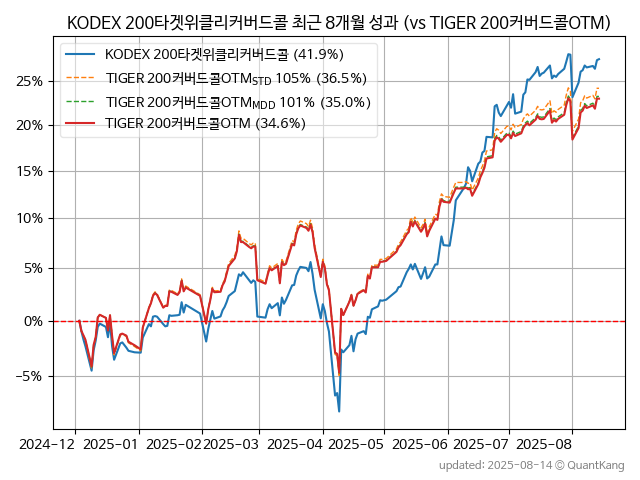 KODEX 200타겟위클리커버드콜 최근 8개월 성과 (vs TIGER 200커버드콜OTM)
KODEX 200타겟위클리커버드콜 (41.9%)
TIGER 200커버드콜OTM_STD 105% (36.5%)
TIGER 200커버드콜OTM_MDD 101% (35.0%)
TIGER 200커버드콜OTM (34.6%)
25%
20%
15%
10%
5%
0%
−5%
2024−12 2025−01 2025−02 2025−03 2025−04 2025−05 2025−06 2025−07 2025−08
updated: 2025-08-14 © QuantKang